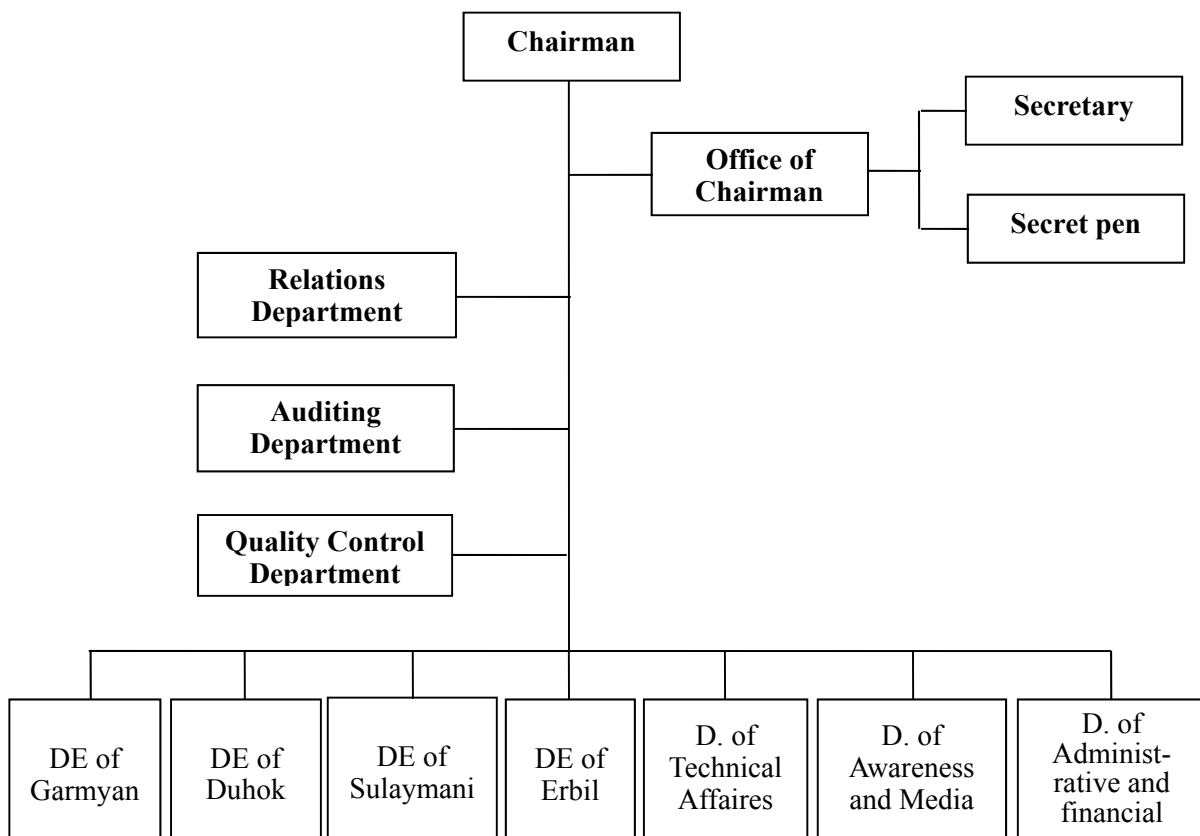 Chairman
Secretary
Office of
Chairman
Secret pen
Relations
Department
Auditing
Department
Quality Control
Department
DE of
Garmyan
DE of
Duhok
DE of
Sulaymani
DE of
Erbil
D. of
Technical
Affaires
D. of
Awareness
and Media
D. of
Administ-
rative and
financial